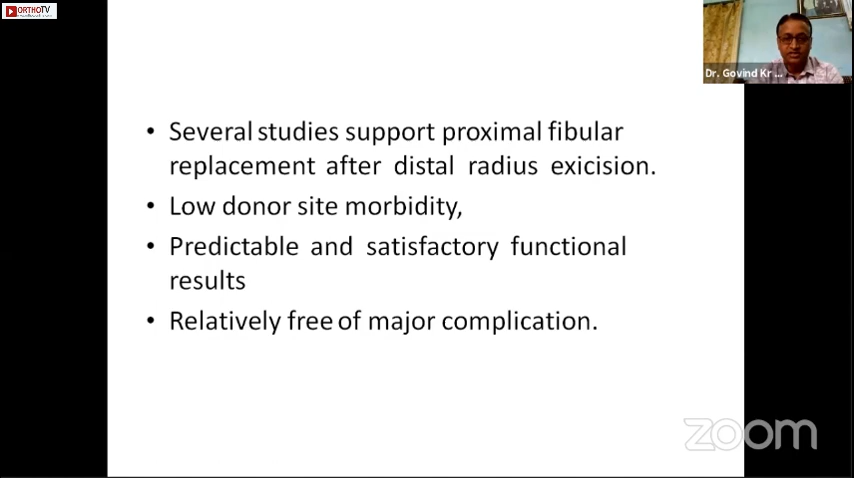 ORTHOTV
Dr. Govind Kr ...
• Several studies support proximal fibular
replacement after distal radius exicision.
• Low donor site morbidity,
• Predictable and satisfactory functional
results
• Relatively free of major complication.
zoom